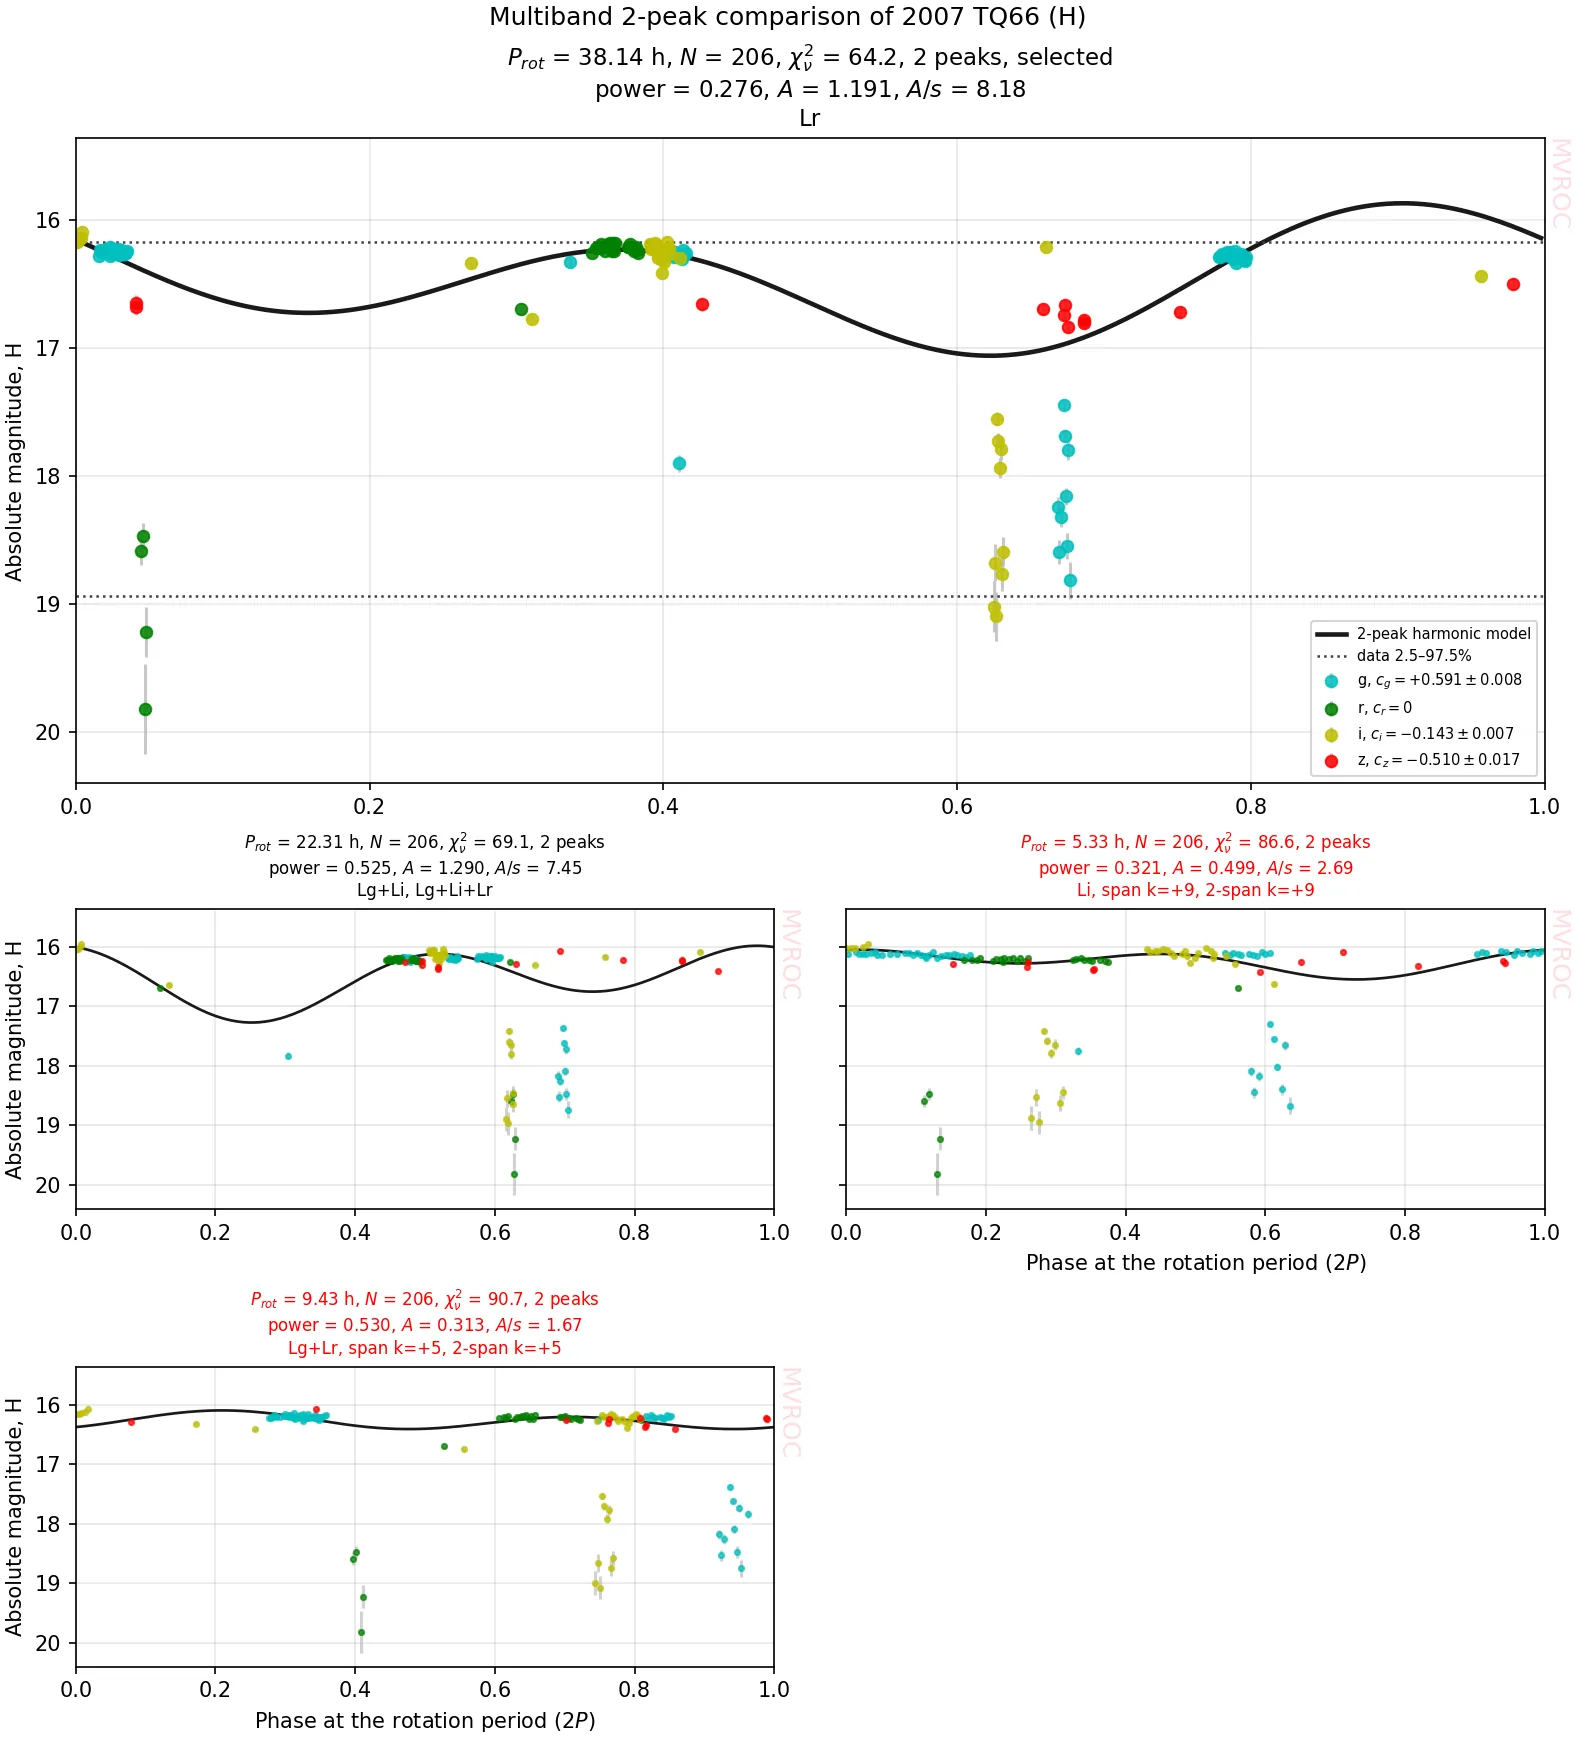 Multiband 2-peak comparison of 2007 TQ66 (H)
P_rot = 38.14 h, N = 206, χ²_ν = 64.2, 2 peaks, selected
power = 0.276, A = 1.191, A/s = 8.18
Lr
MVROC
Absolute magnitude, H
16
17
18
19
20
2-peak harmonic model
data 2.5–97.5%
g, c_g = +0.591 ± 0.008
r, c_r = 0
i, c_i = −0.143 ± 0.007
z, c_z = −0.510 ± 0.017
0.0 0.2 0.4 0.6 0.8 1.0
P_rot = 22.31 h, N = 206, χ²_ν = 69.1, 2 peaks
power = 0.525, A = 1.290, A/s = 7.45
Lg+Li, Lg+Li+Lr
MVROC
Absolute magnitude, H
16
17
18
19
20
0.0 0.2 0.4 0.6 0.8 1.0
P_rot = 5.33 h, N = 206, χ²_ν = 86.6, 2 peaks
power = 0.321, A = 0.499, A/s = 2.69
Li, span k=+9, 2-span k=+9
MVROC
0.0 0.2 0.4 0.6 0.8 1.0
Phase at the rotation period (2P)
P_rot = 9.43 h, N = 206, χ²_ν = 90.7, 2 peaks
power = 0.530, A = 0.313, A/s = 1.67
Lg+Lr, span k=+5, 2-span k=+5
MVROC
Absolute magnitude, H
16
17
18
19
20
0.0 0.2 0.4 0.6 0.8 1.0
Phase at the rotation period (2P)